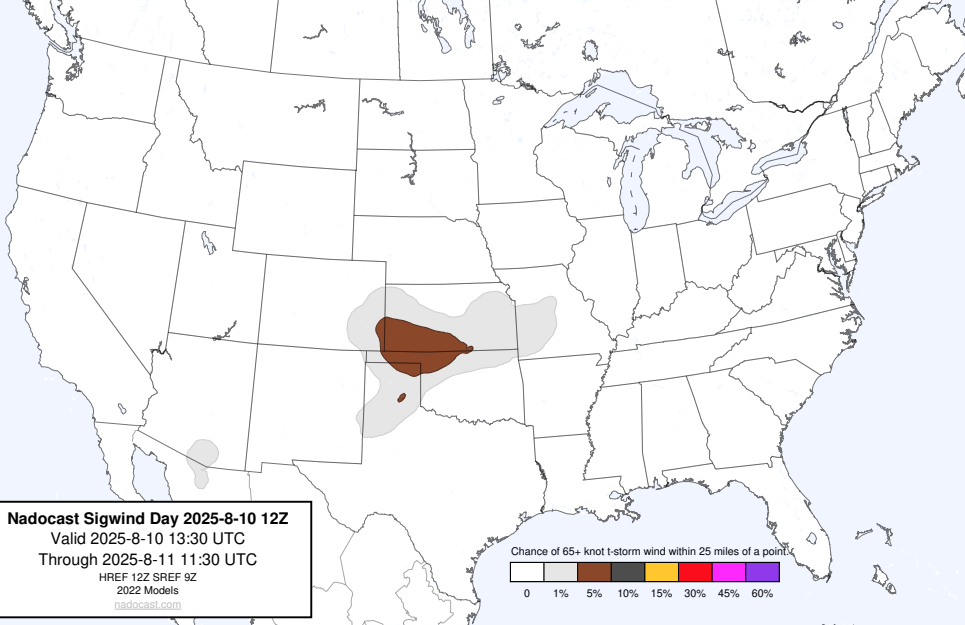 Nadocast Sigwind Day 2025-8-10 12Z
Valid 2025-8-10 13:30 UTC
Through 2025-8-11 11:30 UTC
HREF 12Z SREF 9Z
2022 Models
nadocast.com
Chance of 65+ knot t-storm wind within 25 miles of a point.
0 1% 5% 10% 15% 30% 45% 60%